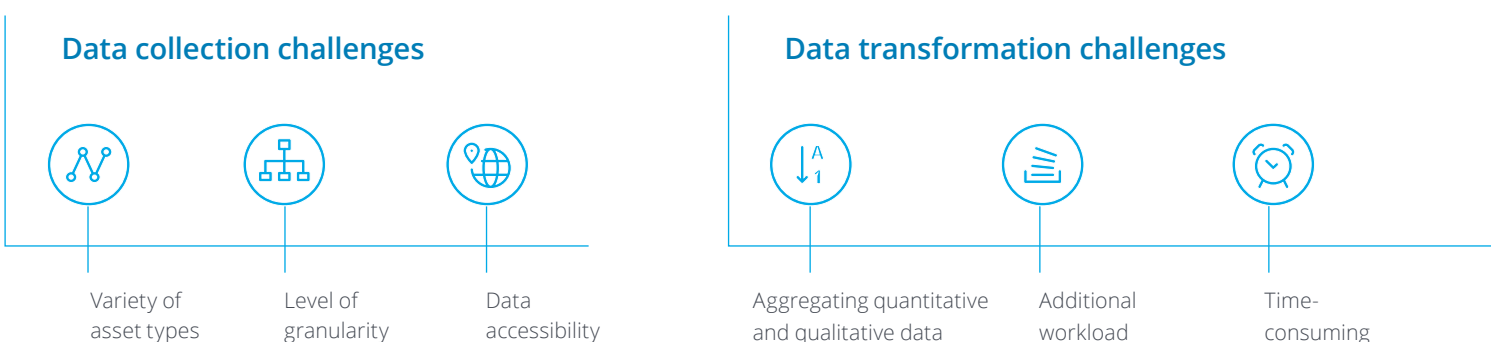 Data collection challenges
Data transformation challenges
A
1
Variety of
asset types
Level of
granularity
Data
accessibility
Aggregating quantitative
and qualitative data
Additional
workload
Time-
consuming